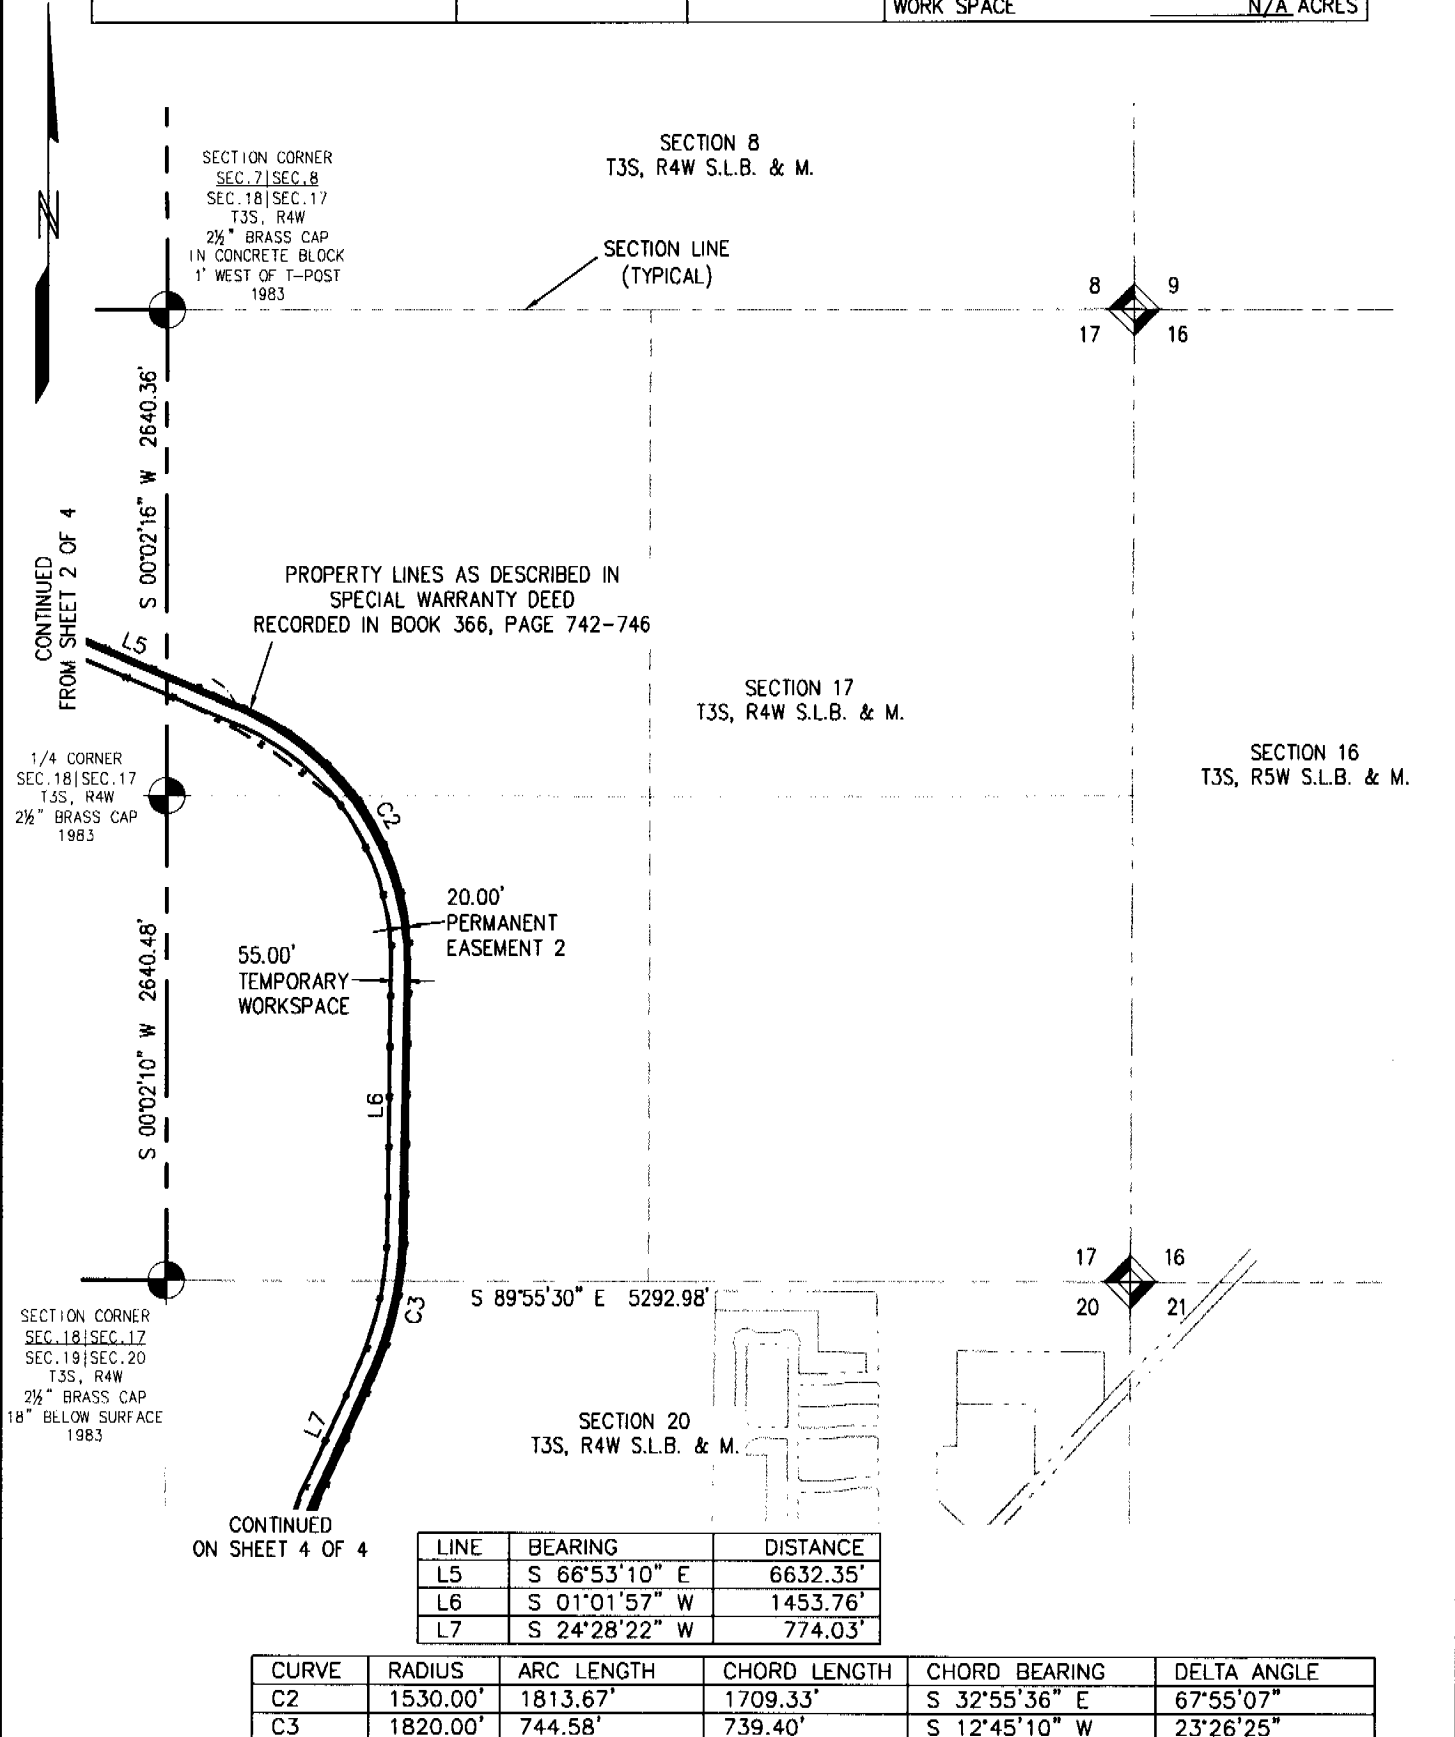 WORK SPACE N/A ACRES
N
SECTION CORNER
SEC.7|SEC.8
SEC.18|SEC.17
T3S, R4W
2½" BRASS CAP
IN CONCRETE BLOCK
1' WEST OF T-POST
1983
SECTION 8
T3S, R4W S.L.B. & M.
SECTION LINE
(TYPICAL)
8 9
17 16
S 00°02'16" W 2640.36'
CONTINUED
FROM SHEET 2 OF 4
PROPERTY LINES AS DESCRIBED IN
SPECIAL WARRANTY DEED
RECORDED IN BOOK 366, PAGE 742-746
L5
SECTION 17
T3S, R4W S.L.B. & M.
SECTION 16
T3S, R5W S.L.B. & M.
1/4 CORNER
SEC.18|SEC.17
T3S, R4W
2½" BRASS CAP
1983
C2
20.00'
PERMANENT
EASEMENT 2
55.00'
TEMPORARY
WORKSPACE
S 00°02'10" W 2640.48'
L6
17 16
20 21
S 89°55'30" E 5292.98'
C3
SECTION CORNER
SEC.18|SEC.17
SEC.19|SEC.20
T3S, R4W
2½" BRASS CAP
18" BELOW SURFACE
1983
L7
SECTION 20
T3S, R4W S.L.B. & M.
CONTINUED
ON SHEET 4 OF 4
LINE BEARING DISTANCE
L5 S 66°53'10" E 6632.35'
L6 S 01°01'57" W 1453.76'
L7 S 24°28'22" W 774.03'
CURVE RADIUS ARC LENGTH CHORD LENGTH CHORD BEARING DELTA ANGLE
C2 1530.00' 1813.67' 1709.33' S 32°55'36" E 67°55'07"
C3 1820.00' 744.58' 739.40' S 12°45'10" W 23°26'25"